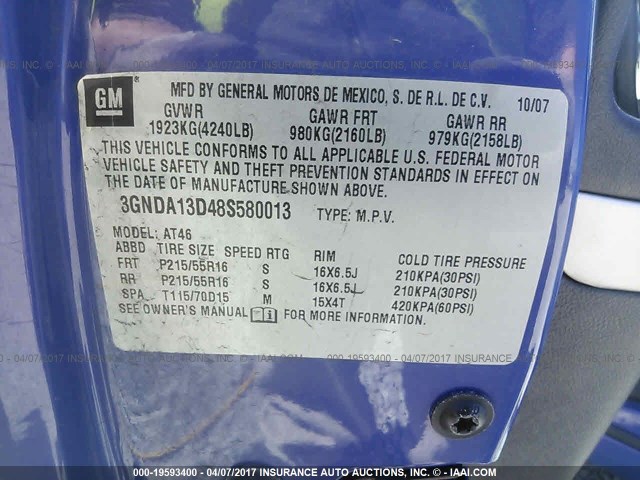 GM
MFD BY GENERAL MOTORS DE MEXICO, S. DE R.L. DE C.V. 10/07
GVWR GAWR FRT GAWR RR
1923KG(4240LB) 980KG(2160LB) 979KG(2158LB)
THIS VEHICLE CONFORMS TO ALL APPLICABLE U.S. FEDERAL MOTOR
VEHICLE SAFETY AND THEFT PREVENTION STANDARDS IN EFFECT ON THE
DATE OF MANUFACTURE SHOWN ABOVE.
3GNDA13D48S580013 TYPE: M.P.V.
MODEL: AT46
ABBD TIRE SIZE SPEED RTG RIM COLD TIRE PRESSURE
FRT P215/55R16 S 16X6.5J 210KPA(30PSI)
RR P215/55R16 S 16X6.5J 210KPA(30PSI)
SPA T115/70D15 M 15X4T 420KPA(60PSI)
SEE OWNER'S MANUAL i FOR MORE INFORMATION.
000-19593400 - 04/07/2017 INSURANCE AUTO AUCTIONS, INC. - © - IAAI.COM